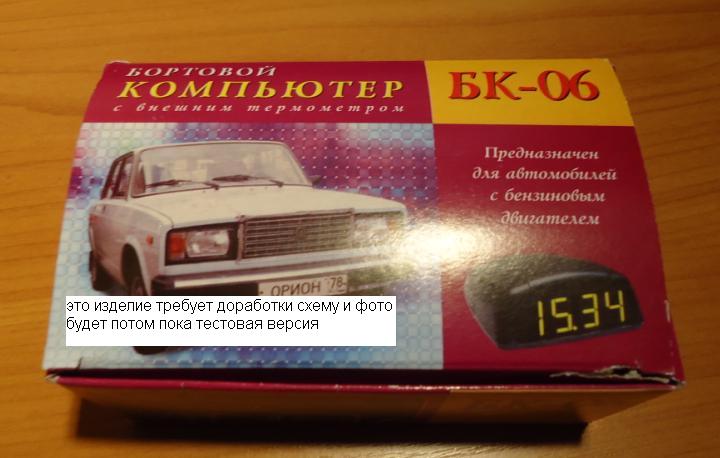 БОРТОВОЙ
КОМПЬЮТЕР
с внешним термометром
БК-06
Предназначен
для автомобилей
с бензиновым
двигателем
ОРИОН 78
это изделие требует доработки схему и фото
будет потом пока тестовая версия
15.34